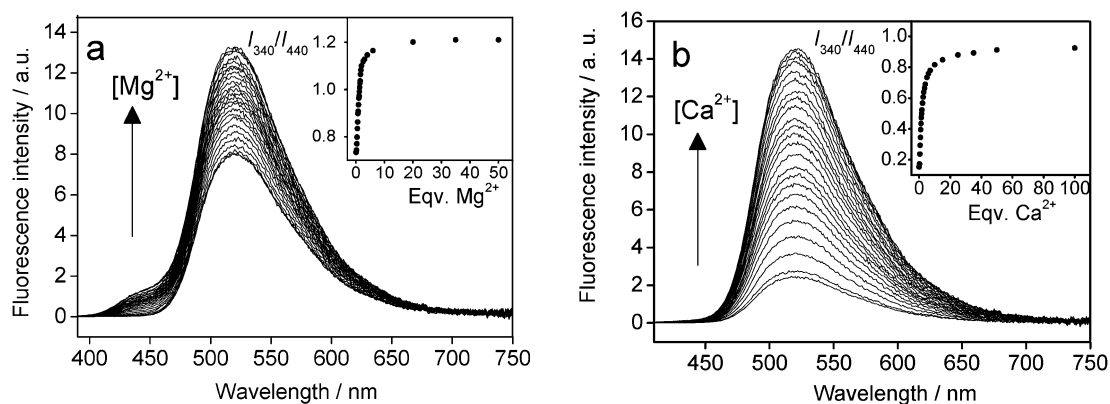 a
[Mg2+]
I340/I440
Fluorescence intensity / a.u.
14
12
10
8
6
4
2
0
400 450 500 550 600 650 700 750
Wavelength / nm
1.2
1.0
0.8
0 10 20 30 40 50
Eqv. Mg2+
b
[Ca2+]
I340/I440
Fluorescence intensity / a.u.
16
14
12
10
8
6
4
2
0
450 500 550 600 650 700 750
Wavelength / nm
1.0
0.8
0.6
0.4
0.2
0 20 40 60 80 100
Eqv. Ca2+